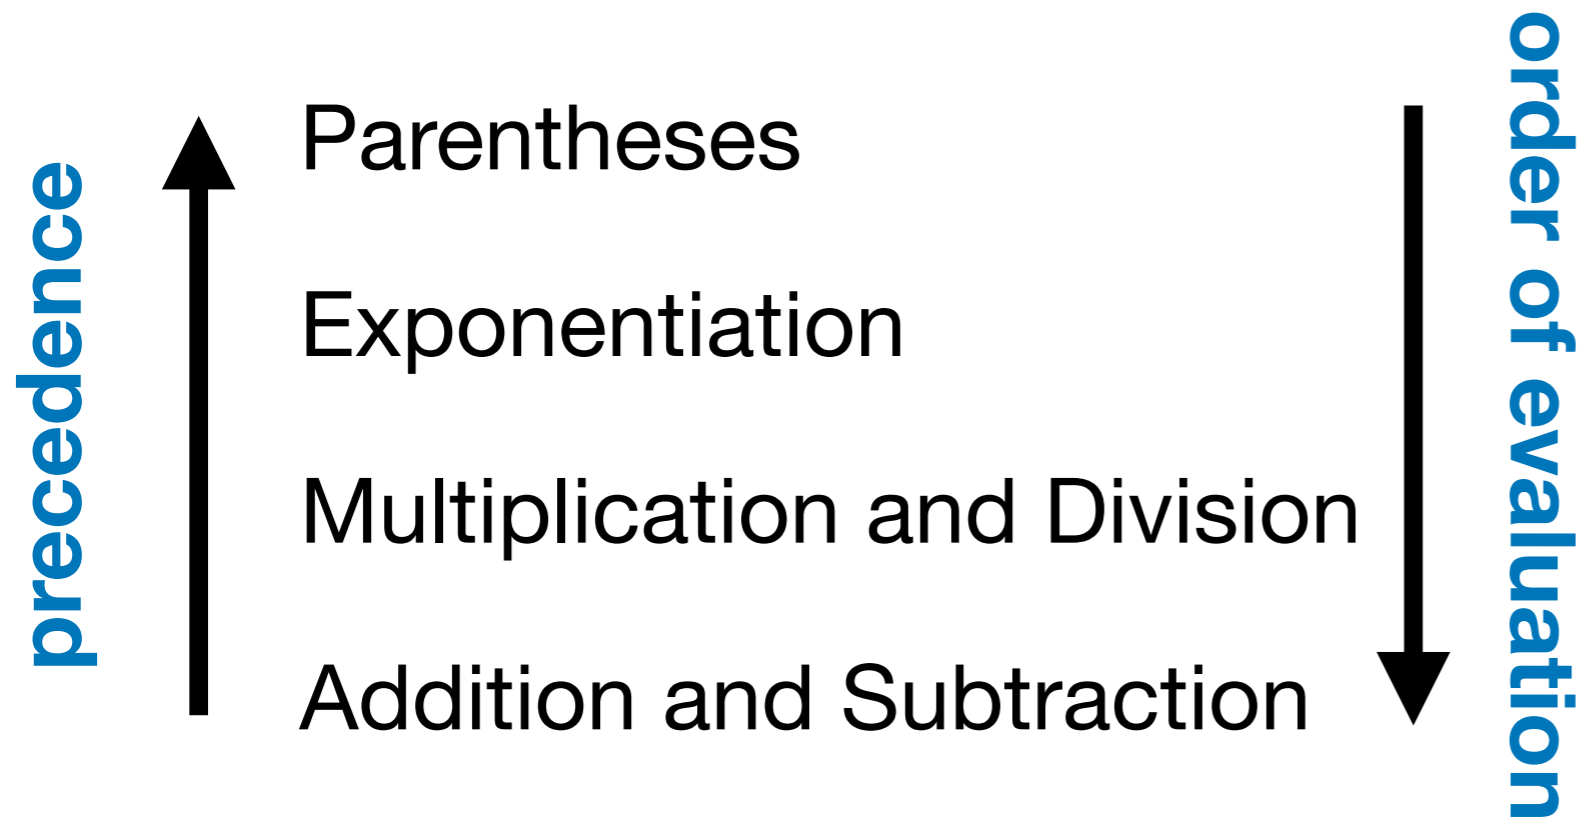 precedence
Parentheses
Exponentiation
Multiplication and Division
Addition and Subtraction
order of evaluation